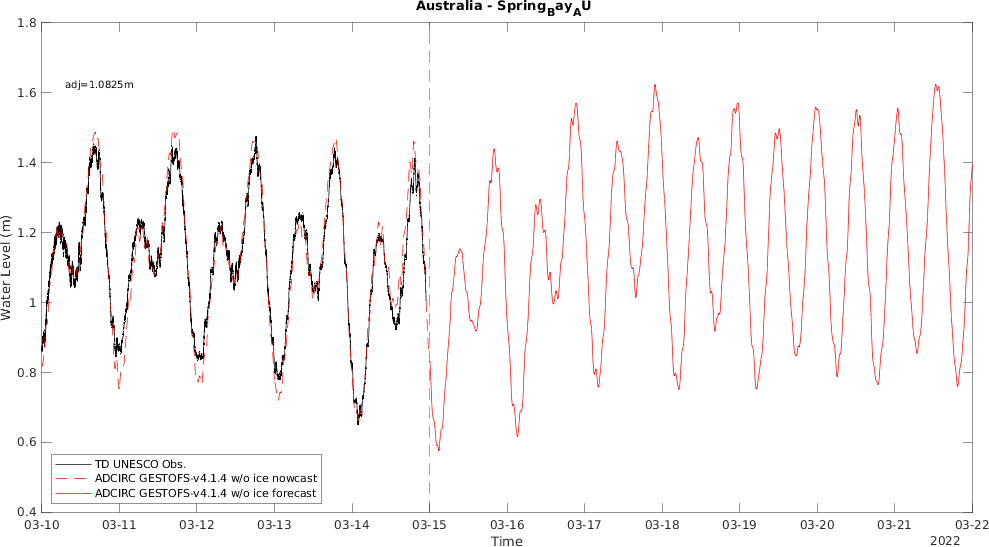 Australia - SpringBayAU
1.8
1.6
1.4
1.2
1
0.8
0.6
0.4
Water Level (m)
adj=1.0825m
TD UNESCO Obs.
ADCIRC GESTOFS-v4.1.4 w/o ice nowcast
ADCIRC GESTOFS-v4.1.4 w/o ice forecast
03-10 03-11 03-12 03-13 03-14 03-15 03-16 03-17 03-18 03-19 03-20 03-21 03-22
Time
2022